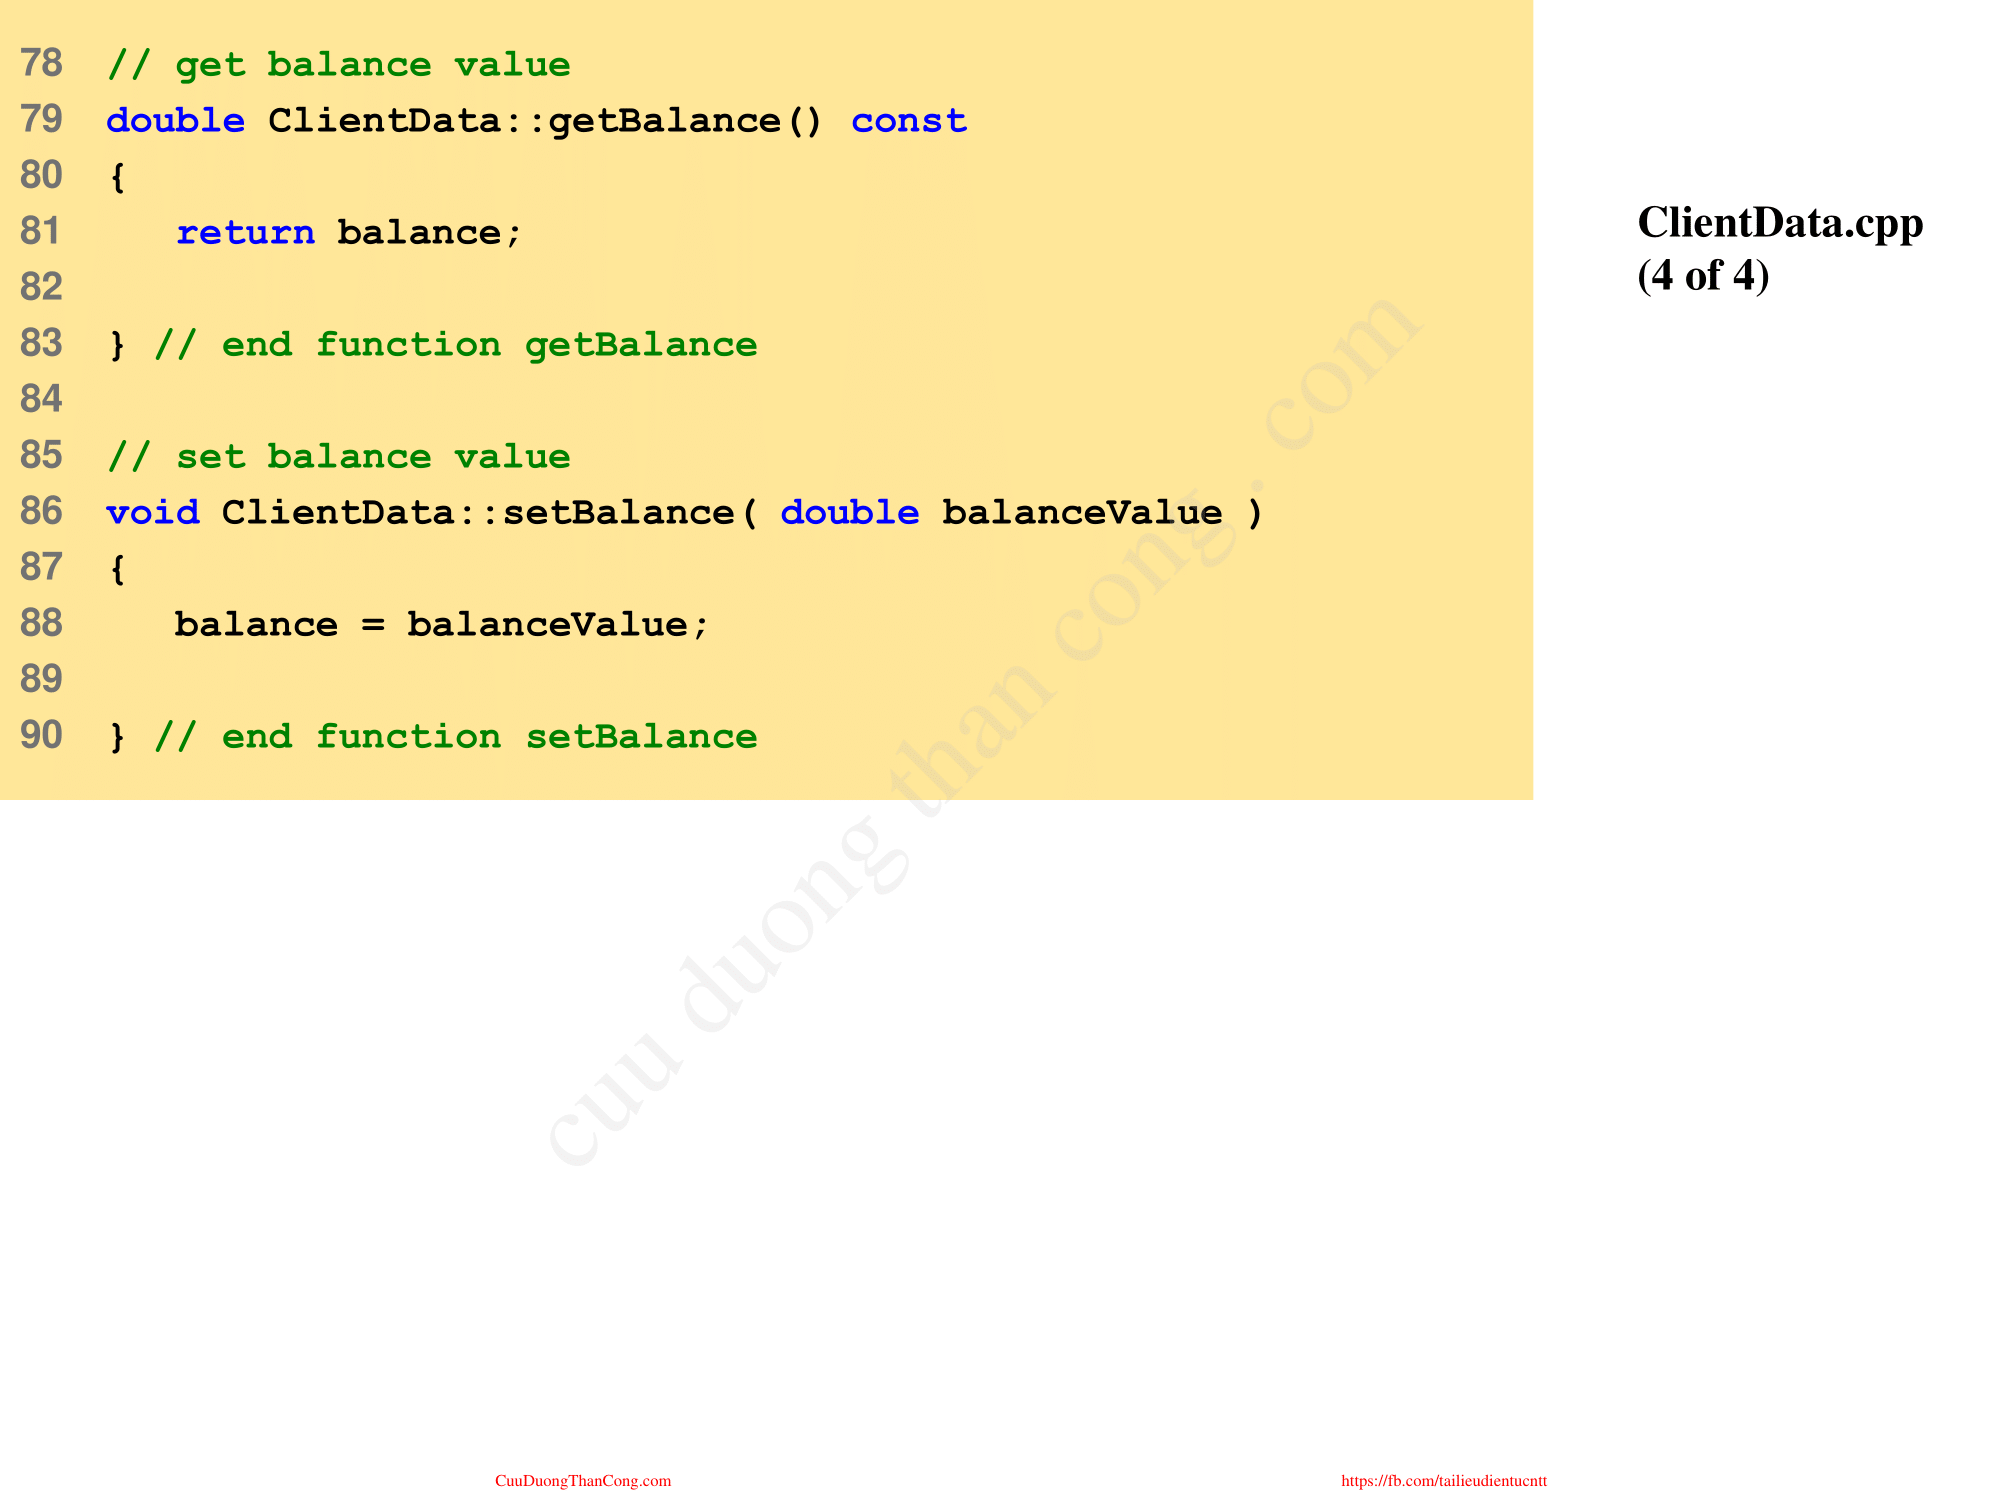 78 // get balance value
79 double ClientData::getBalance() const
80 {
81 return balance;
82
83 } // end function getBalance
84
85 // set balance value
86 void ClientData::setBalance( double balanceValue )
87 {
88 balance = balanceValue;
89
90 } // end function setBalance
ClientData.cpp
(4 of 4)
cuu duong than cong . com
CuuDuongThanCong.com
https://fb.com/tailieudientucntt